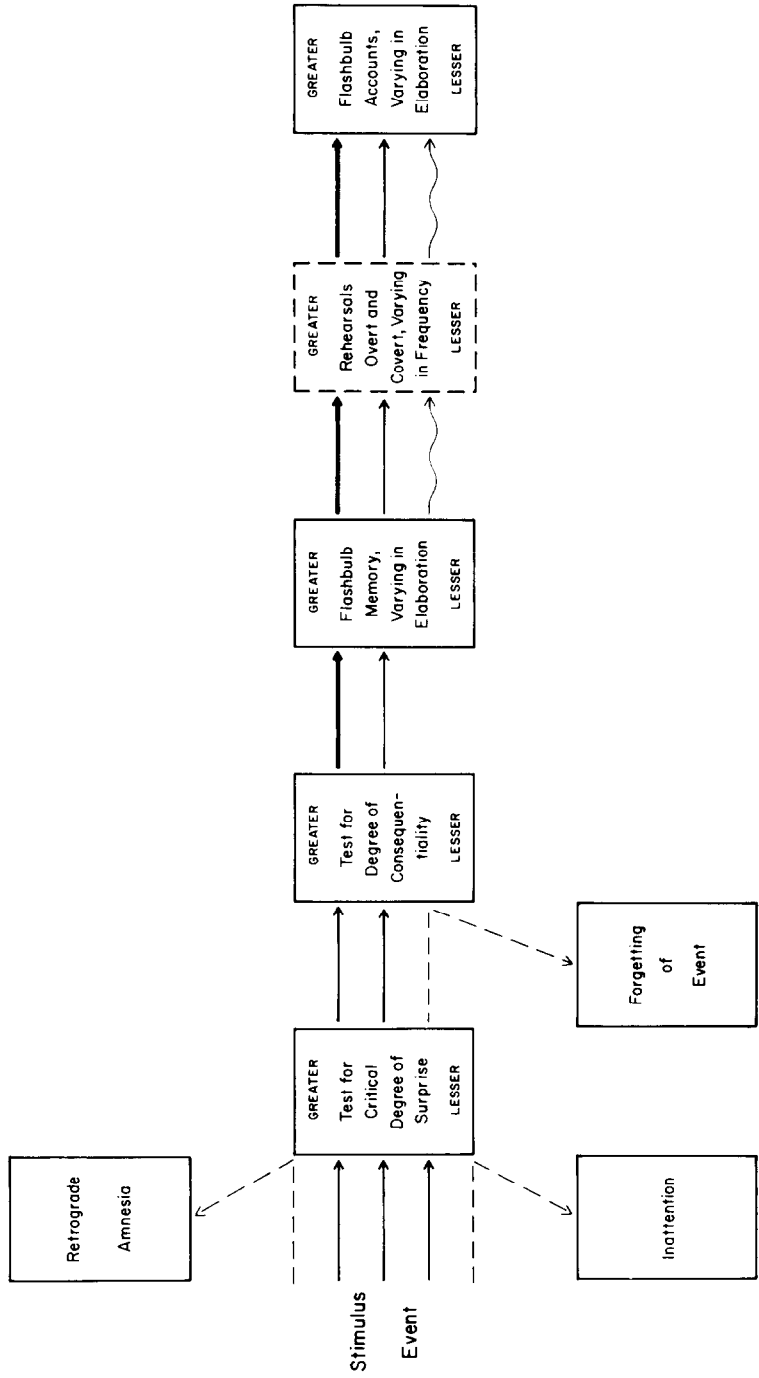 Stimulus
Event
Retrograde
Amnesia
Inattention
GREATER
Test for
Critical
Degree of
Surprise
LESSER
Forgetting
of
Event
GREATER
Test for
Degree of
Consequen-
tiality
LESSER
GREATER
Flashbulb
Memory,
Varying in
Elaboration
LESSER
GREATER
Rehearsals
Overt and
Covert, Varying
in Frequency
LESSER
GREATER
Flashbulb
Accounts,
Varying in
Elaboration
LESSER